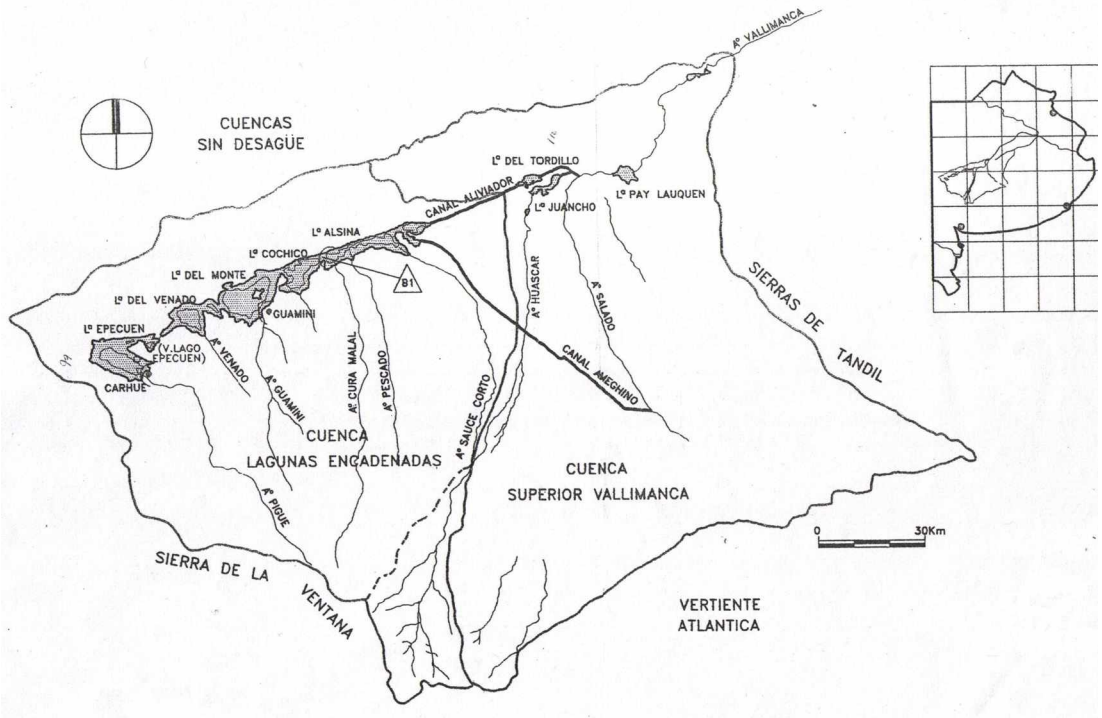 Aº VALLIMANCA
CUENCAS
SIN DESAGÜE
Lº DEL TORDILLO
CANAL ALIVIADOR
Lº PAY LAUQUEN
Lº JUANCHO
Lº ALSINA
Lº COCHICO
Lº DEL MONTE
B1
Lº DEL VENADO
GUAMINI
Lº EPECUEN
(V. LAGO
EPECUEN)
CARHUE
Aº VENADO
Aº GUAMINI
Aº CURA MALAL
Aº PESCADO
Aº SAUCE CORTO
Aº HUASCAR
Aº SALADO
CANAL AMEGHINO
SIERRAS DE
TANDIL
CUENCA
LAGUNAS ENCADENADAS
CUENCA
SUPERIOR VALLIMANCA
Aº PIGUE
0 30Km
SIERRA DE LA
VENTANA
VERTIENTE
ATLANTICA